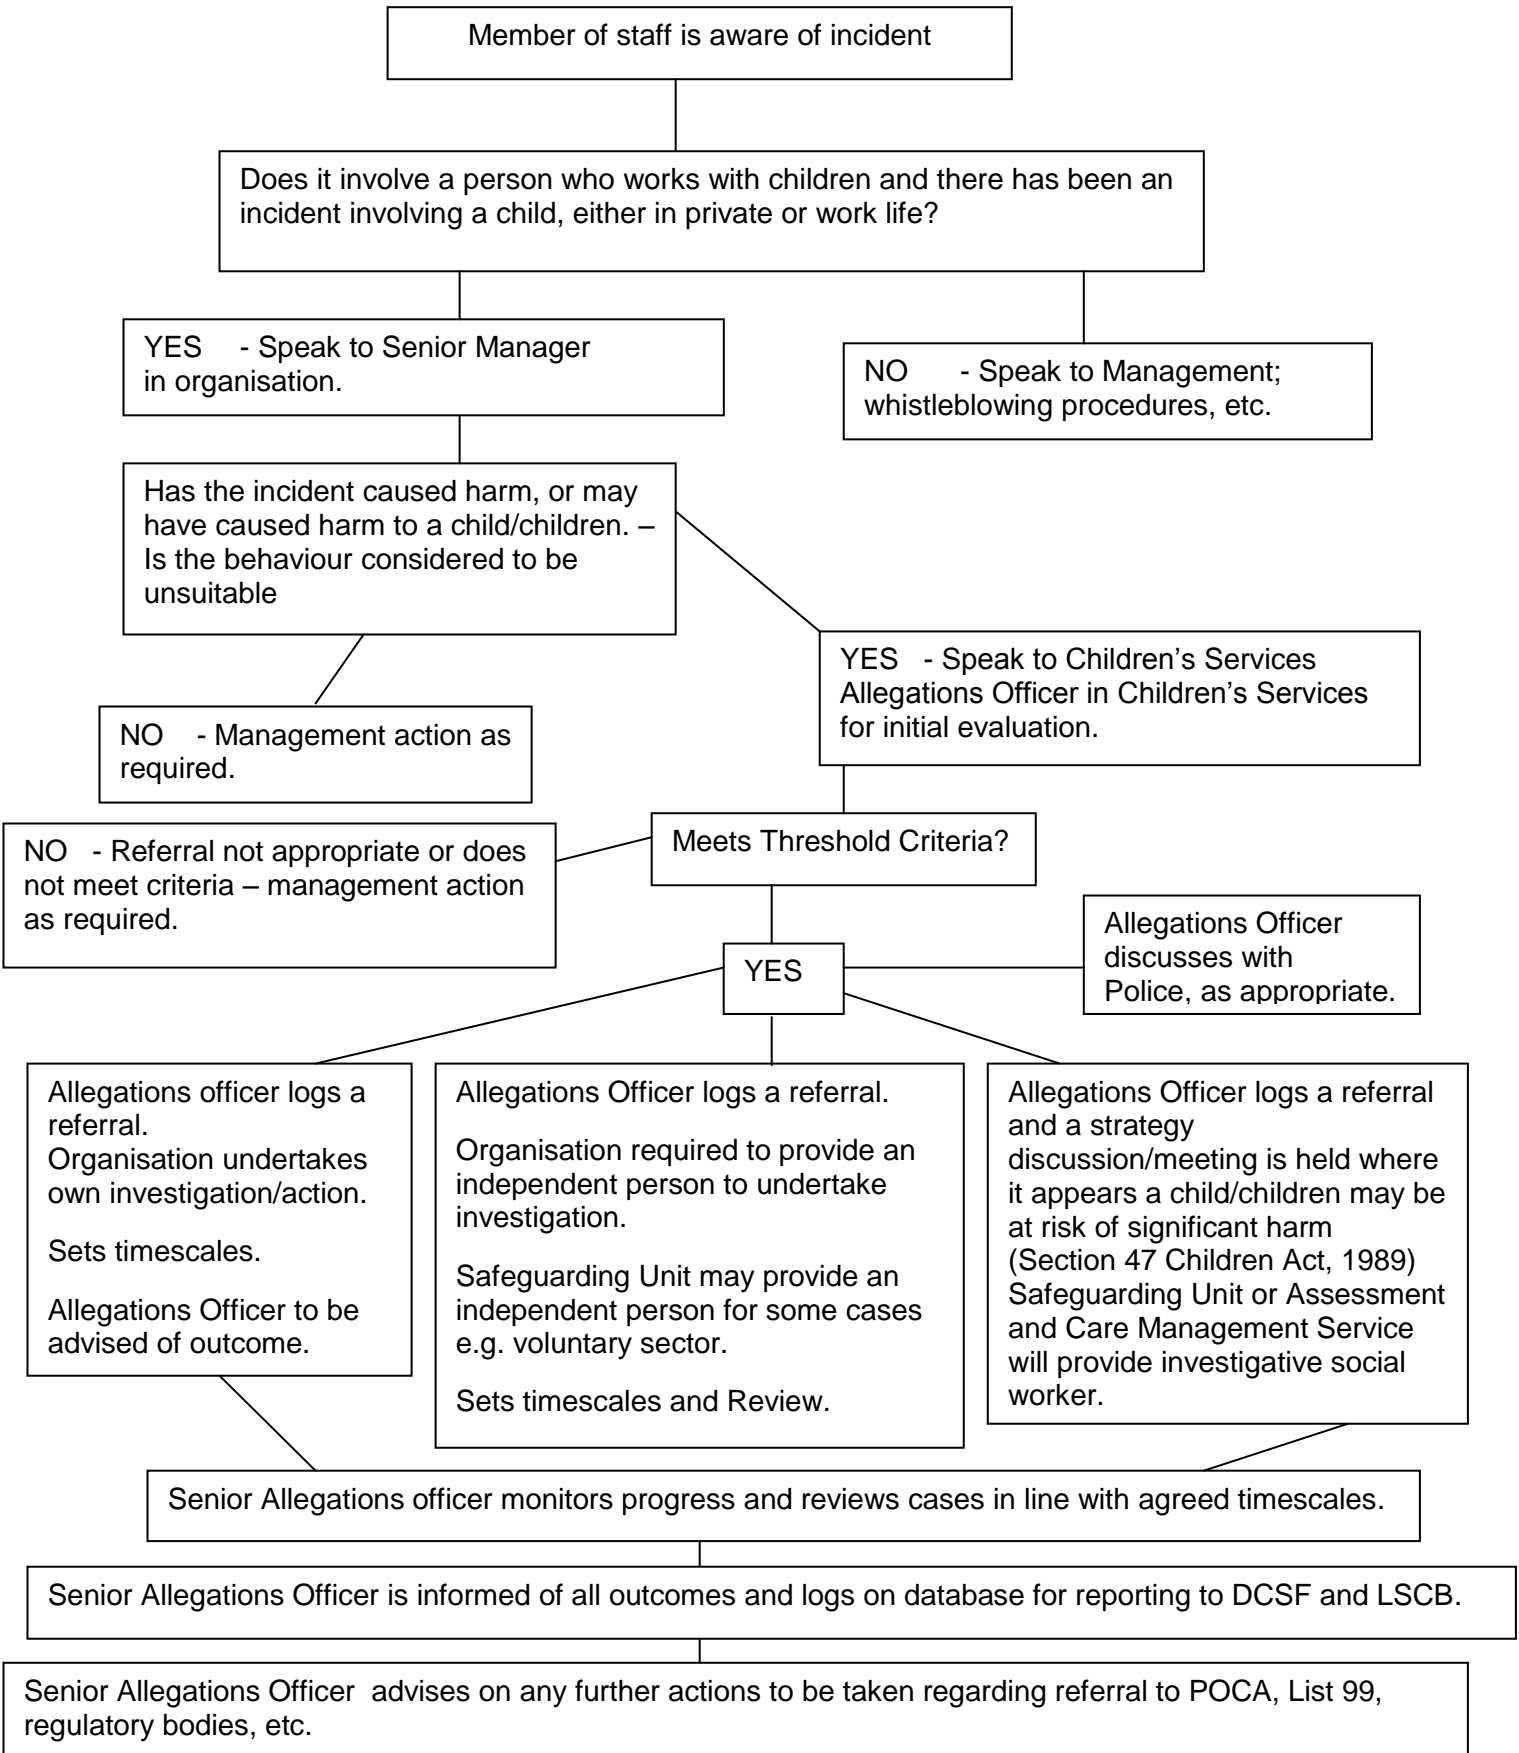 Member of staff is aware of incident
Does it involve a person who works with children and there has been an
incident involving a child, either in private or work life?
YES - Speak to Senior Manager
in organisation.
NO - Speak to Management;
whistleblowing procedures, etc.
Has the incident caused harm, or may
have caused harm to a child/children. –
Is the behaviour considered to be
unsuitable
YES - Speak to Children’s Services
Allegations Officer in Children’s Services
for initial evaluation.
NO - Management action as
required.
Meets Threshold Criteria?
NO - Referral not appropriate or does
not meet criteria – management action
as required.
Allegations Officer
discusses with
Police, as appropriate.
YES
Allegations officer logs a
referral.
Organisation undertakes
own investigation/action.
Sets timescales.
Allegations Officer to be
advised of outcome.
Allegations Officer logs a referral.
Organisation required to provide an
independent person to undertake
investigation.
Safeguarding Unit may provide an
independent person for some cases
e.g. voluntary sector.
Sets timescales and Review.
Allegations Officer logs a referral
and a strategy
discussion/meeting is held where
it appears a child/children may be
at risk of significant harm
(Section 47 Children Act, 1989)
Safeguarding Unit or Assessment
and Care Management Service
will provide investigative social
worker.
Senior Allegations officer monitors progress and reviews cases in line with agreed timescales.
Senior Allegations Officer is informed of all outcomes and logs on database for reporting to DCSF and LSCB.
Senior Allegations Officer advises on any further actions to be taken regarding referral to POCA, List 99,
regulatory bodies, etc.